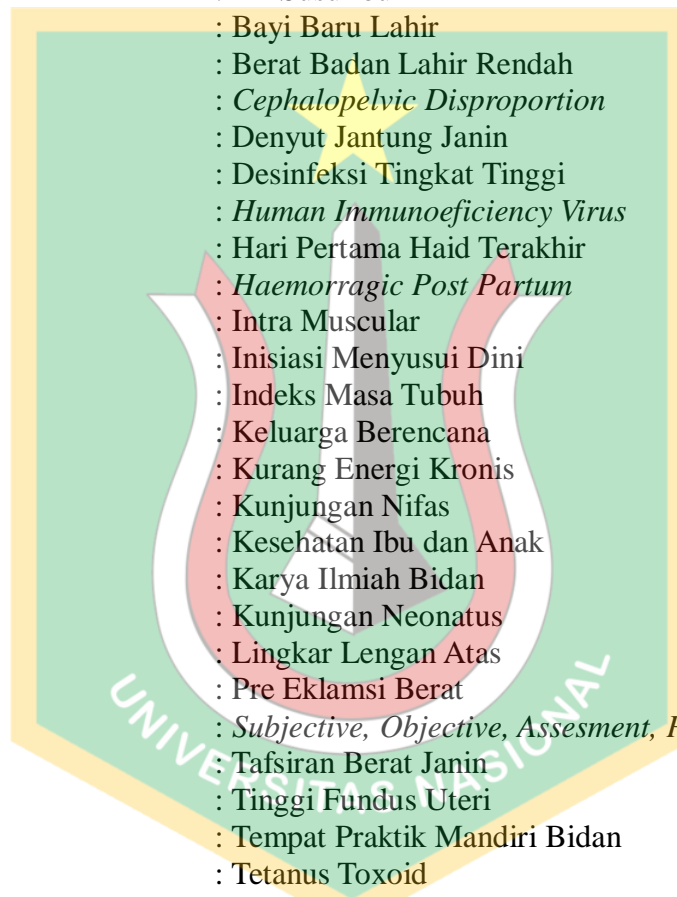 : Bayi Baru Lahir
: Berat Badan Lahir Rendah
: Cephalopelvic Disproportion
: Denyut Jantung Janin
: Desinfeksi Tingkat Tinggi
: Human Immunoeficiency Virus
: Hari Pertama Haid Terakhir
: Haemorragic Post Partum
: Intra Muscular
: Inisiasi Menyusui Dini
: Indeks Masa Tubuh
: Keluarga Berencana
: Kurang Energi Kronis
: Kunjungan Nifas
: Kesehatan Ibu dan Anak
: Karya Ilmiah Bidan
: Kunjungan Neonatus
: Lingkar Lengan Atas
: Pre Eklamsi Berat
: Subjective, Objective, Assesment,
: Tafsiran Berat Janin
: Tinggi Fundus Uteri
: Tempat Praktik Mandiri Bidan
: Tetanus Toxoid
UNIVERSITAS NASIONAL